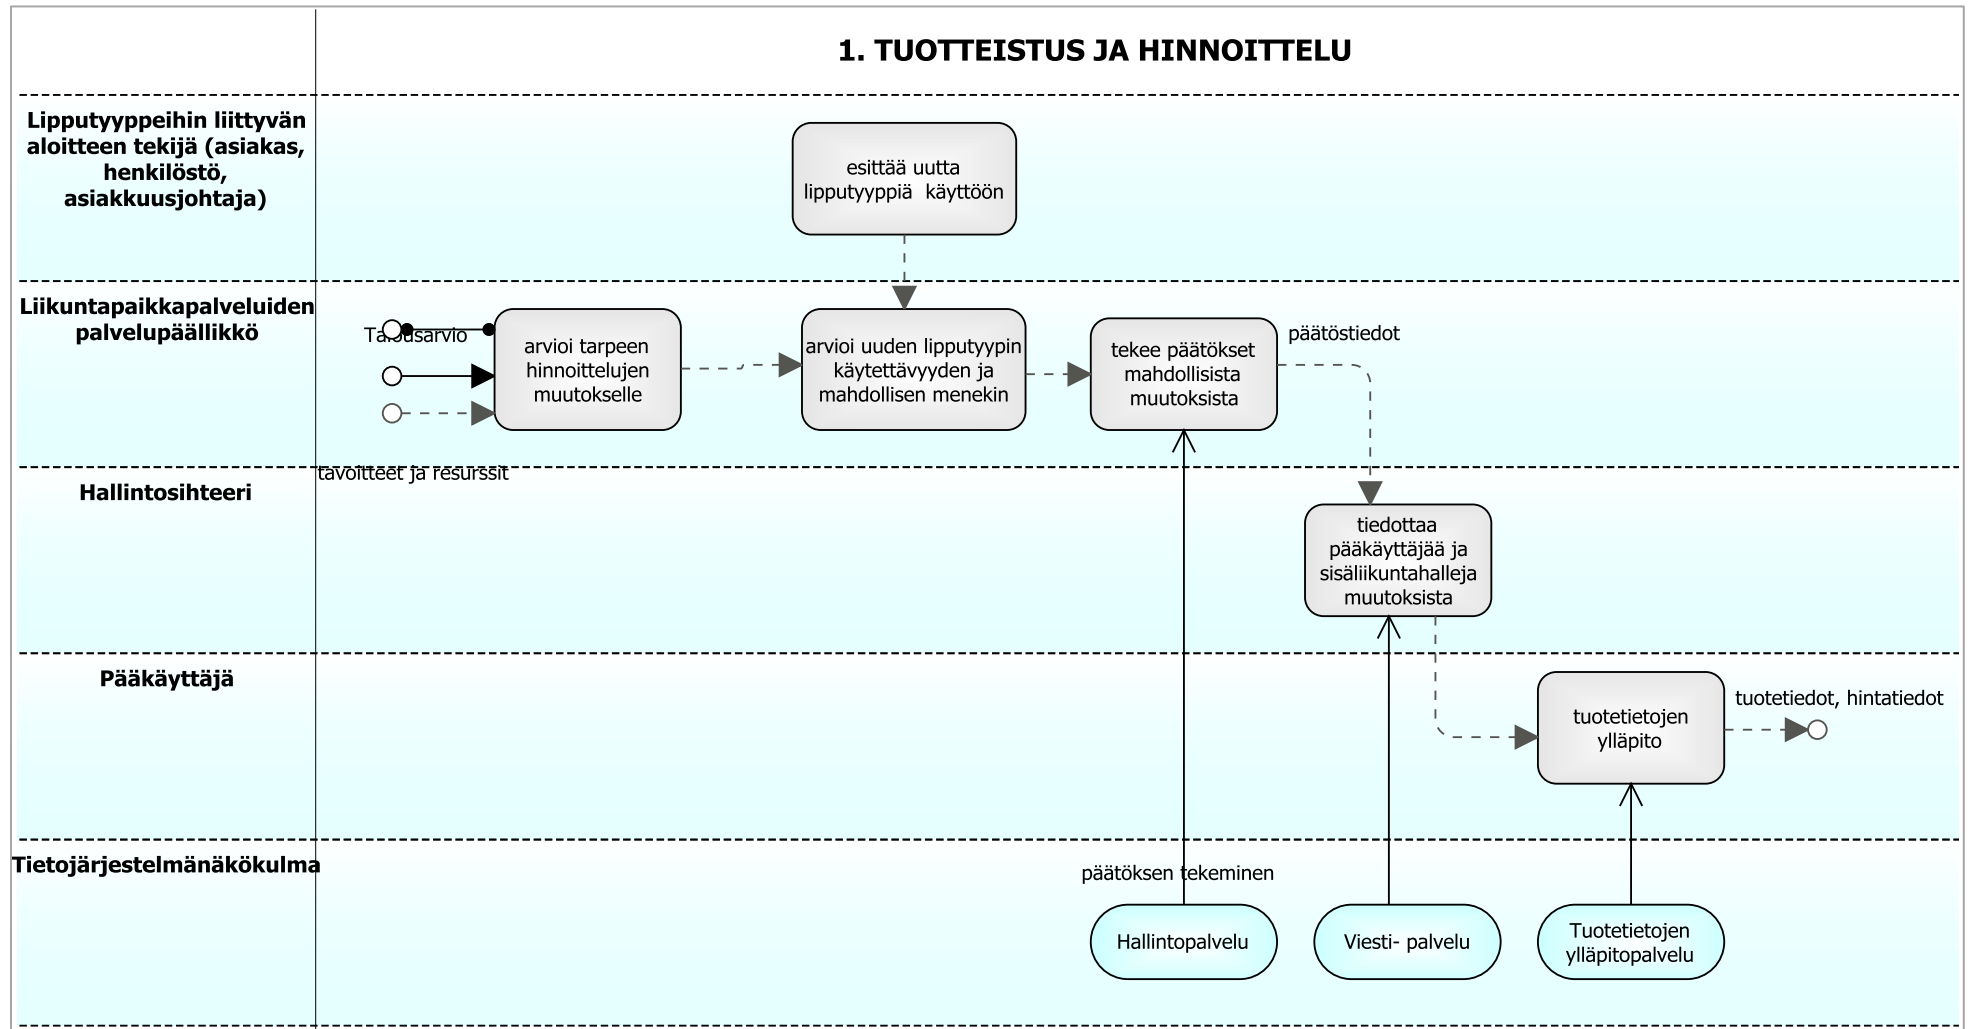 1. TUOTTEISTUS JA HINNOITTELU
Lipputyyppeihin liittyvän
aloitteen tekijä (asiakas,
henkilöstö,
asiakkuusjohtaja)
esittää uutta
lipputyyppiä käyttöön
Liikuntapaikkapalveluiden
palvelupäällikkö
Talousarvio
arvioi tarpeen
hinnoittelujen
muutokselle
arvioi uuden lipputyypin
käytettävyyden ja
mahdollisen menekin
tekee päätökset
mahdollisista
muutoksista
päätöstiedot
tavoitteet ja resurssit
Hallintosihteeri
tiedottaa
pääkäyttäjää ja
sisäliikuntahalleja
muutoksista
Pääkäyttäjä
tuotetietojen
ylläpito
tuotetiedot, hintatiedot
Tietojärjestelmänäkökulma
päätöksen tekeminen
Hallintopalvelu
Viesti- palvelu
Tuotetietojen
ylläpitopalvelu